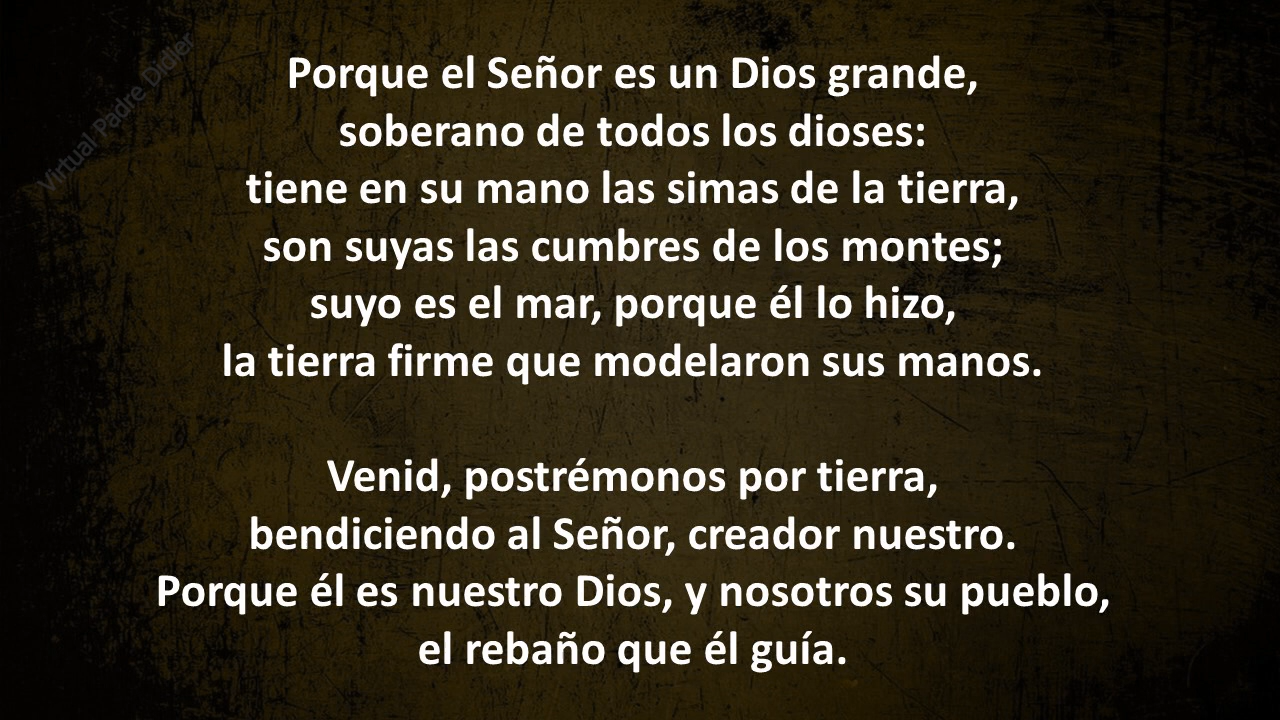 Virtual Padre Didier
Porque el Señor es un Dios grande,
soberano de todos los dioses:
tiene en su mano las simas de la tierra,
son suyas las cumbres de los montes;
suyo es el mar, porque él lo hizo,
la tierra firme que modelaron sus manos.
Venid, postrémonos por tierra,
bendiciendo al Señor, creador nuestro.
Porque él es nuestro Dios, y nosotros su pueblo,
el rebaño que él guía.